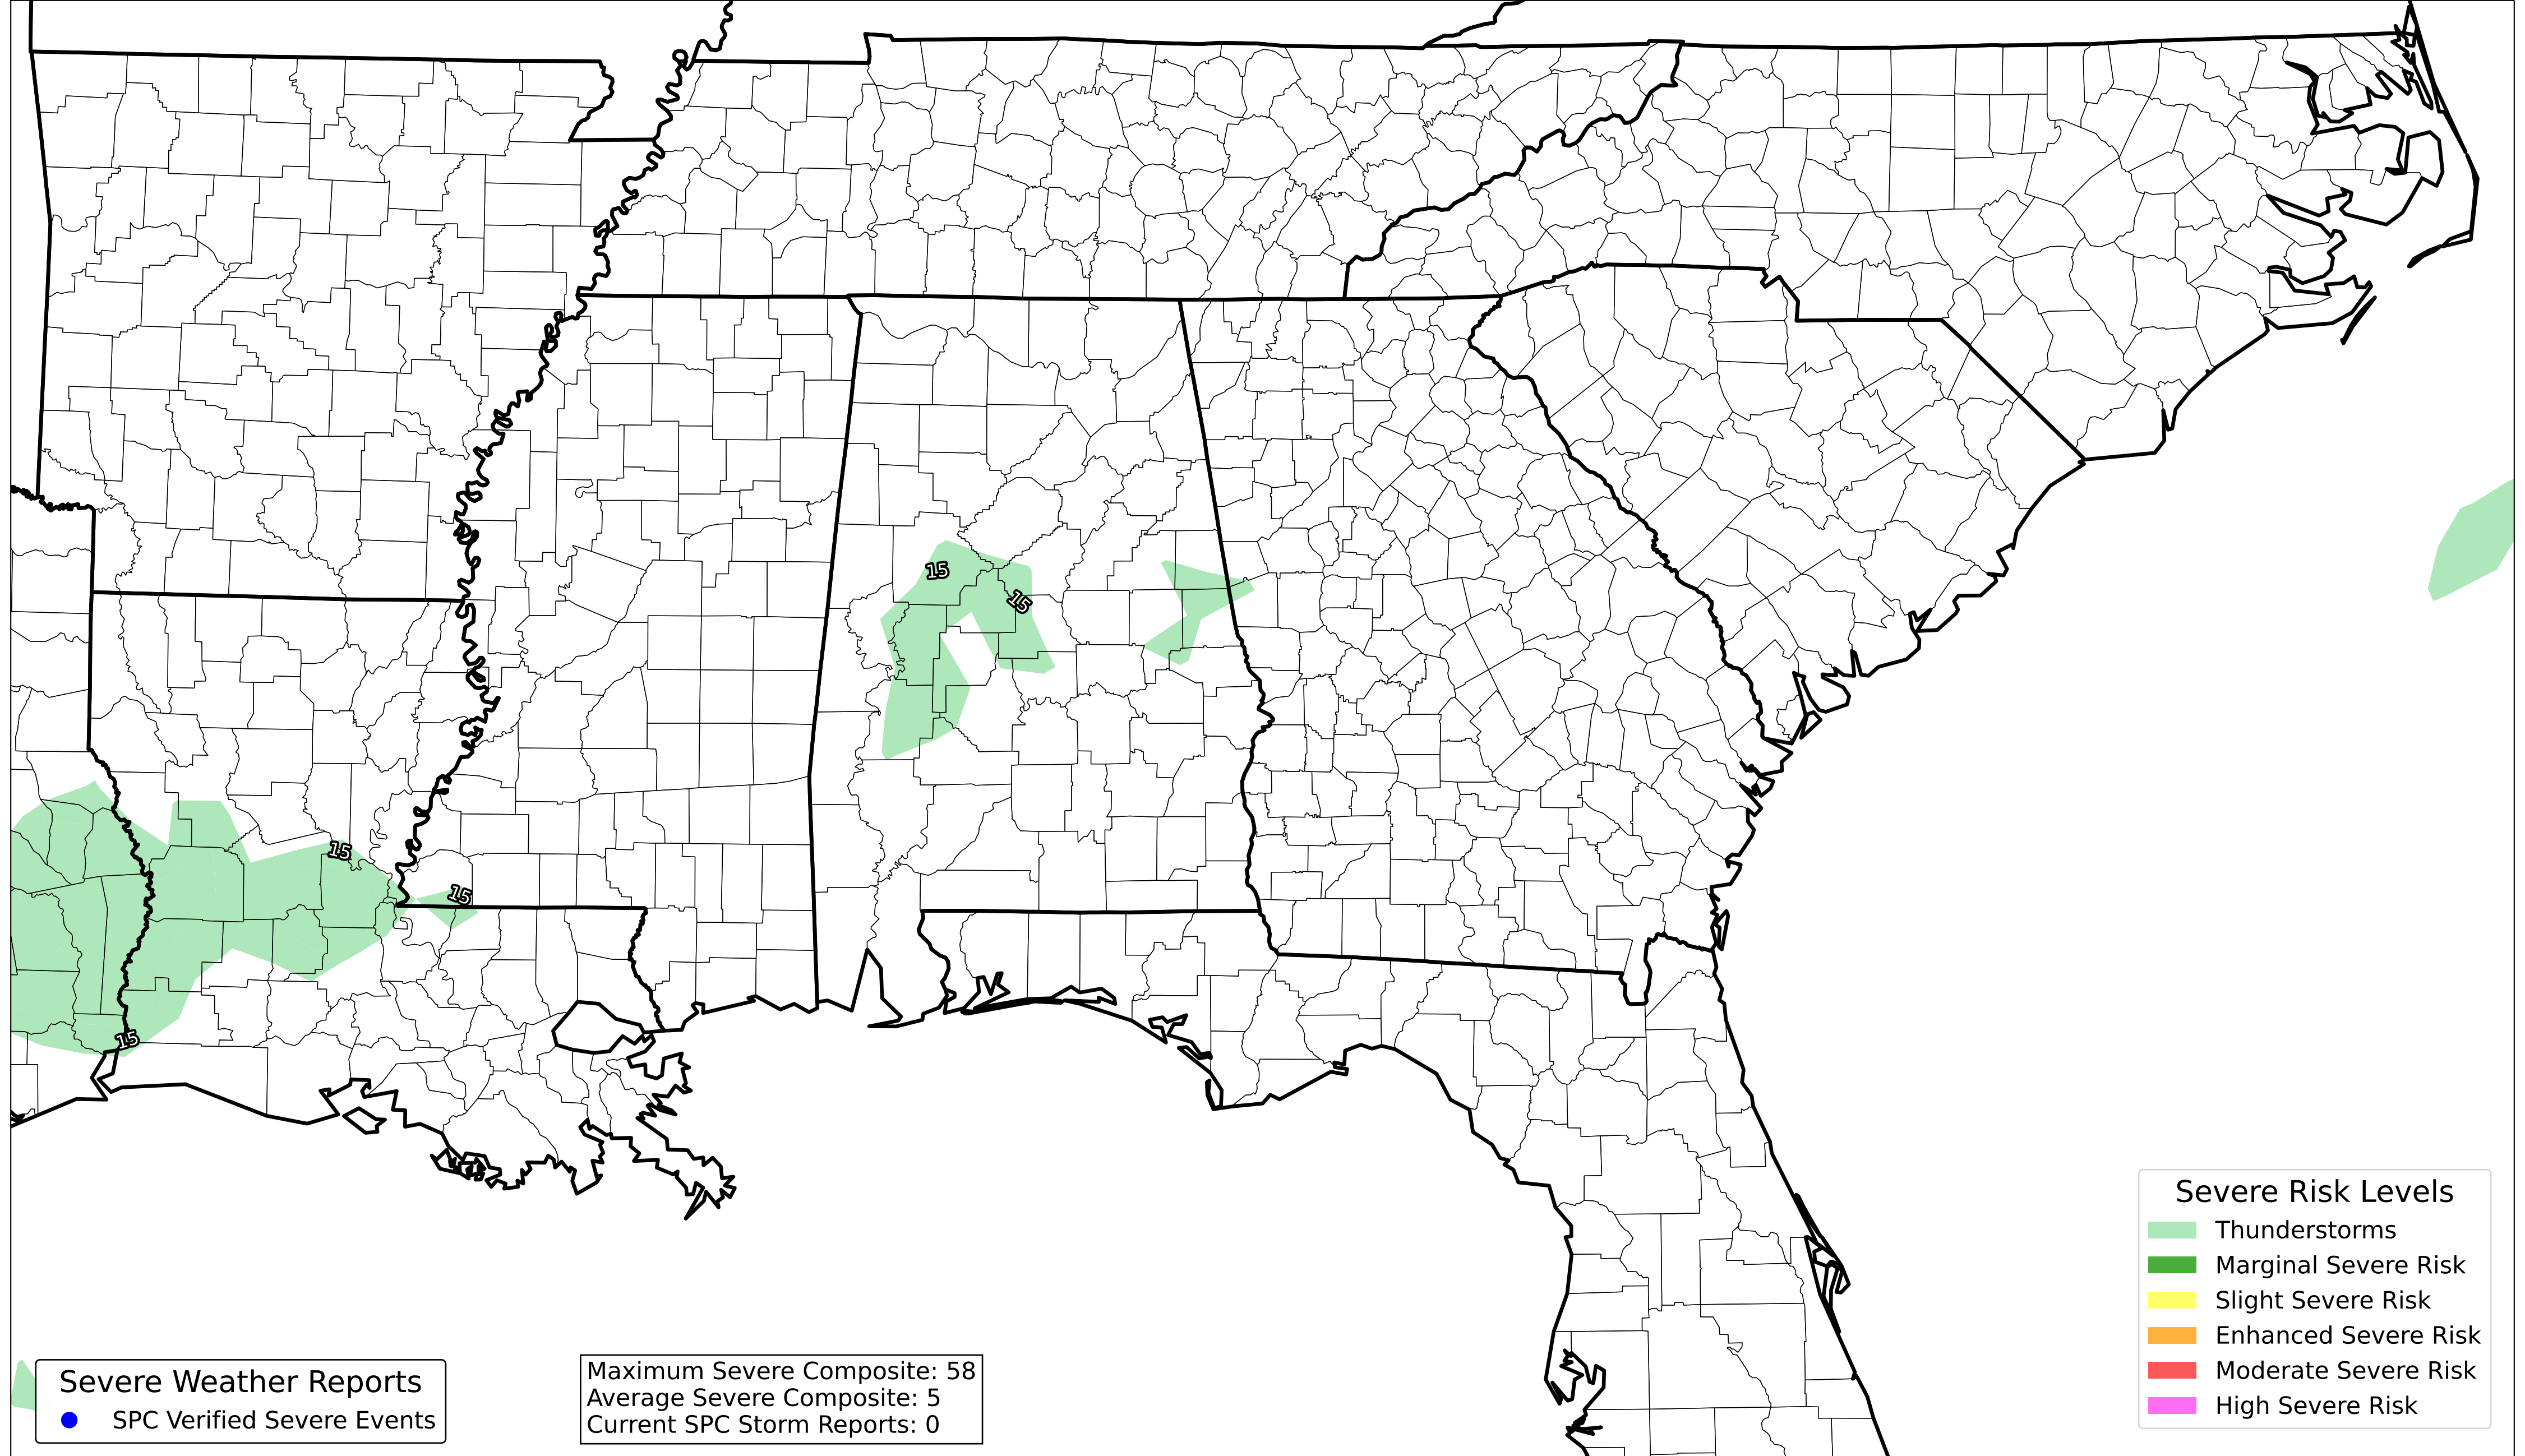 15
15
15
15
15
Severe Risk Levels
Thunderstorms
Marginal Severe Risk
Slight Severe Risk
Enhanced Severe Risk
Moderate Severe Risk
High Severe Risk
Severe Weather Reports
SPC Verified Severe Events
Maximum Severe Composite: 58
Average Severe Composite: 5
Current SPC Storm Reports: 0